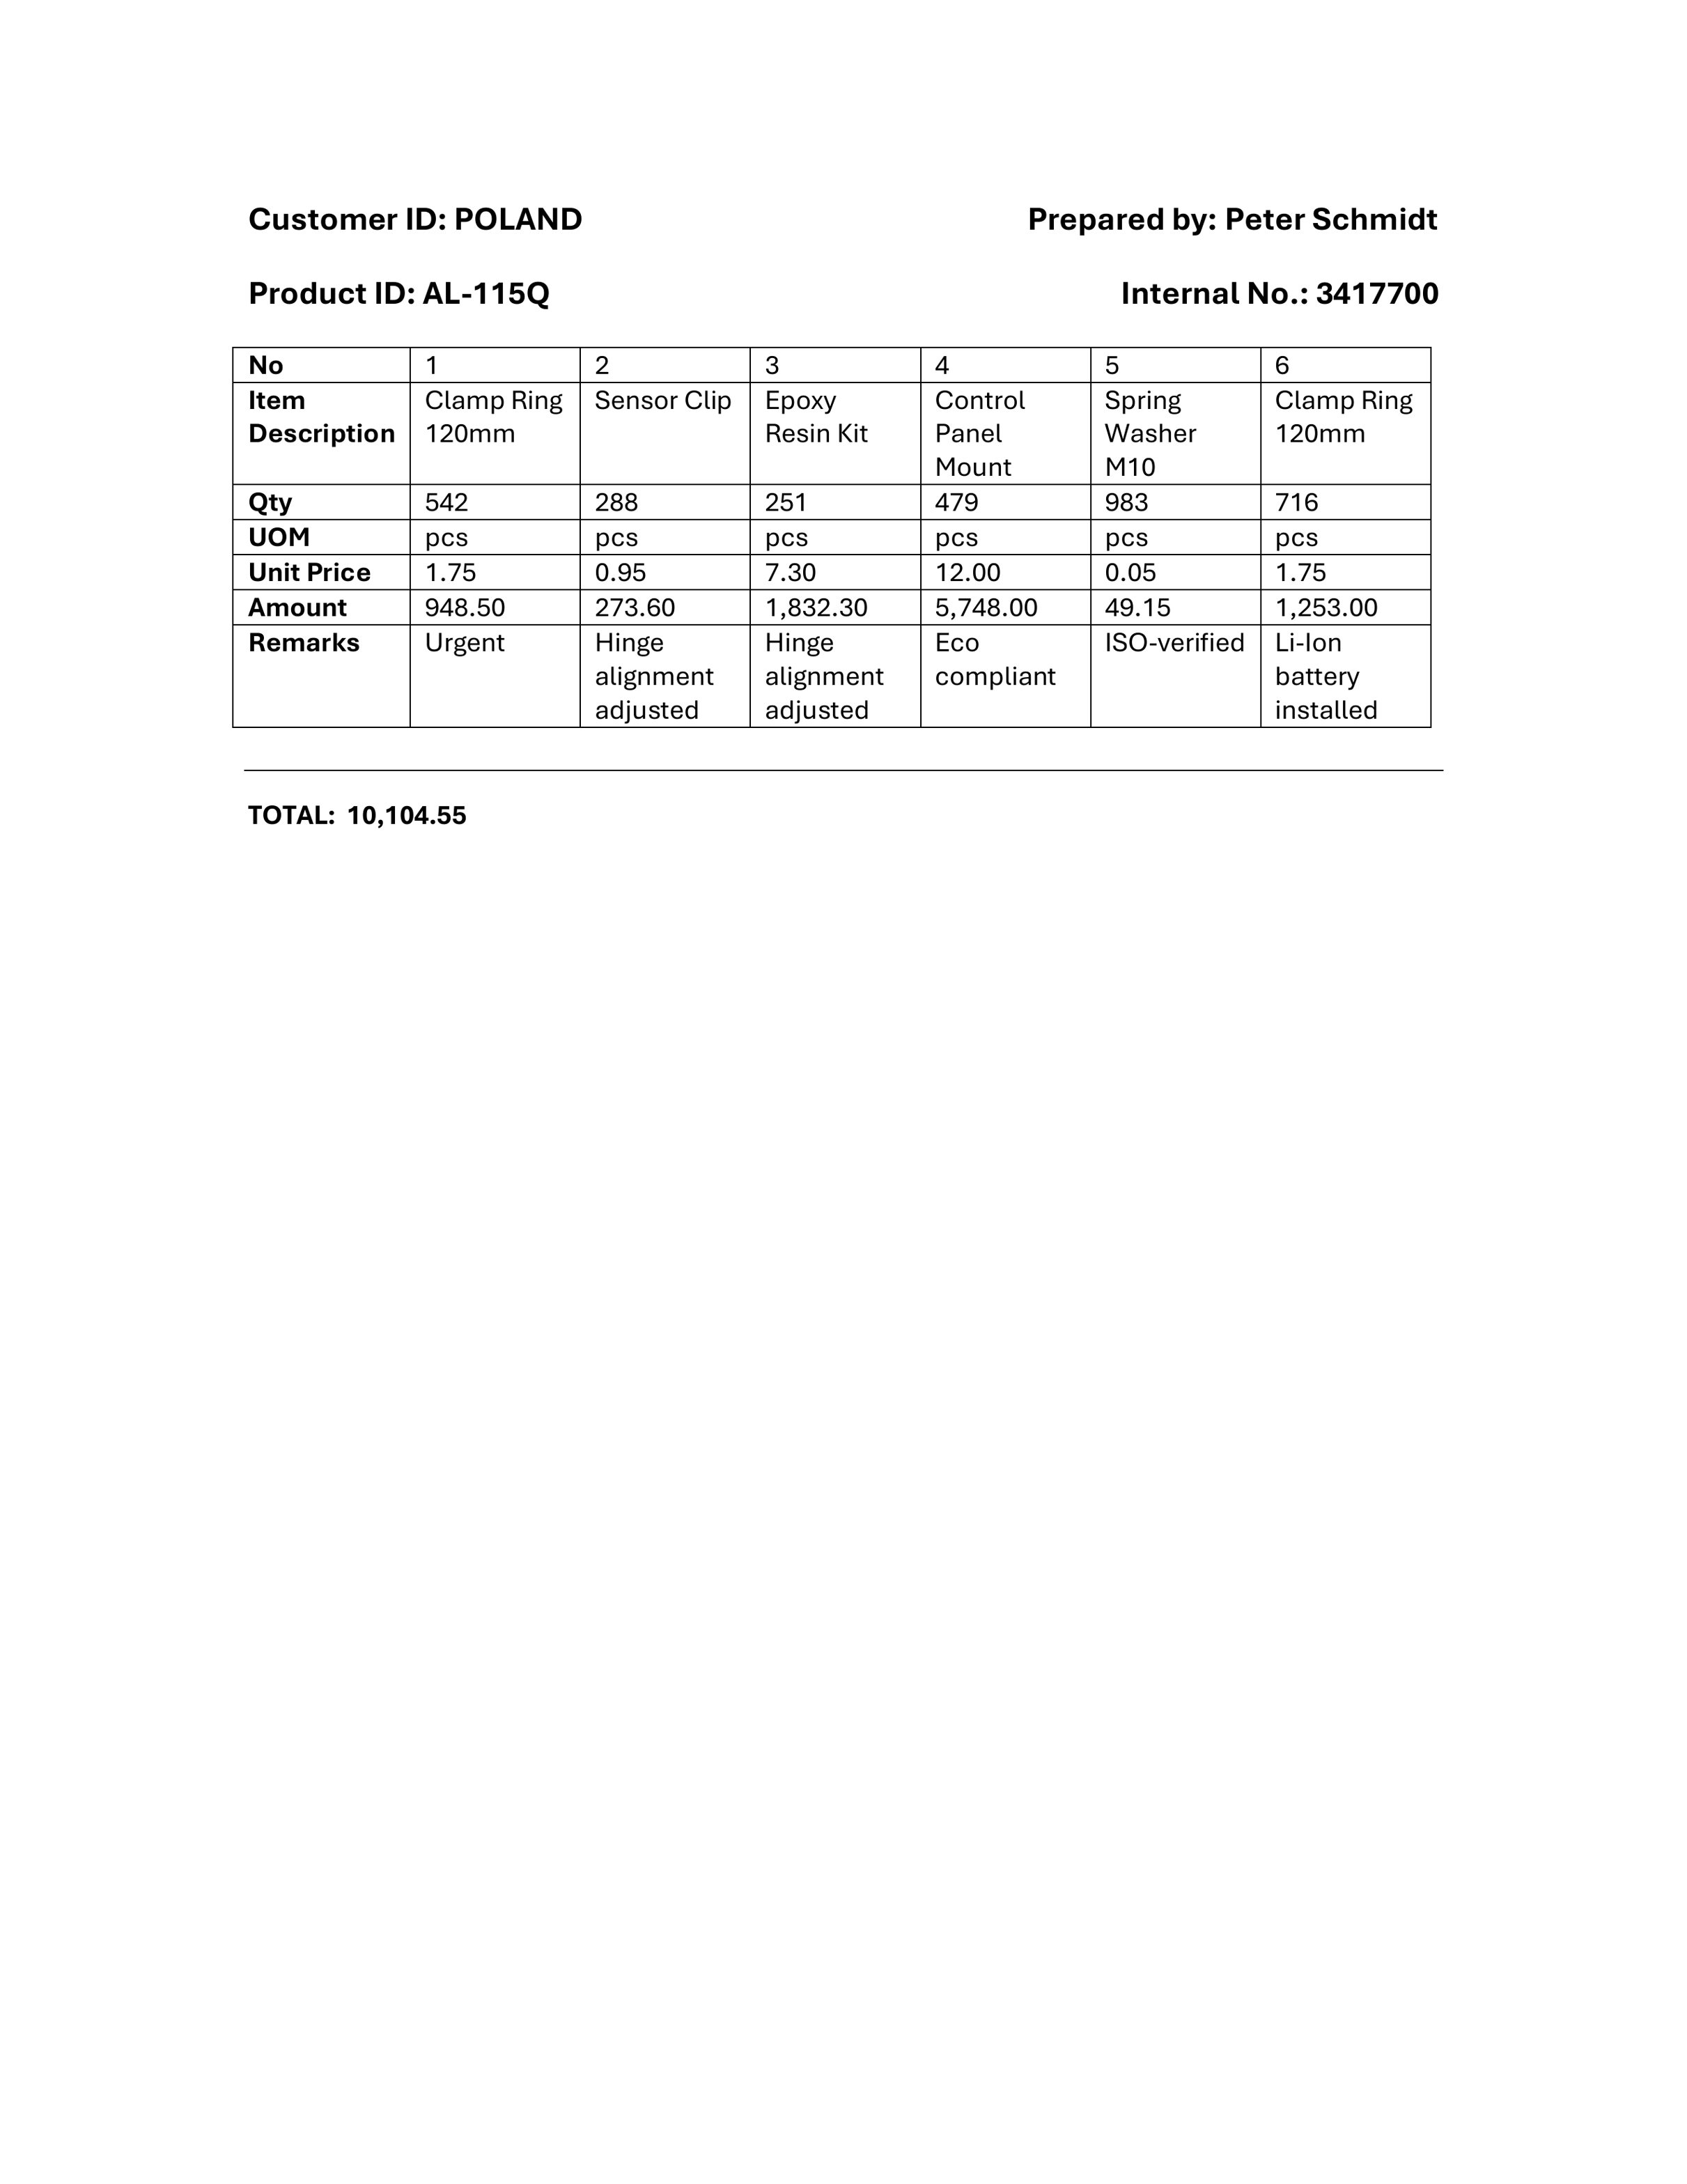 Customer ID: POLAND Prepared by: Peter Schmidt
Product ID: AL-115Q Internal No.: 3417700
No 1 2 3 4 5 6
Item Clamp Ring Sensor Clip Epoxy Control Spring Clamp Ring
Description 120mm Resin Kit Panel Washer 120mm
Mount M10
Qty 542 288 251 479 983 716
UOM pcs pcs pcs pcs pcs pcs
Unit Price 1.75 0.95 7.30 12.00 0.05 1.75
Amount 948.50 273.60 1,832.30 5,748.00 49.15 1,253.00
Remarks Urgent Hinge Hinge Eco ISO-verified Li-Ion
alignment alignment compliant battery
adjusted adjusted installed
TOTAL: 10,104.55